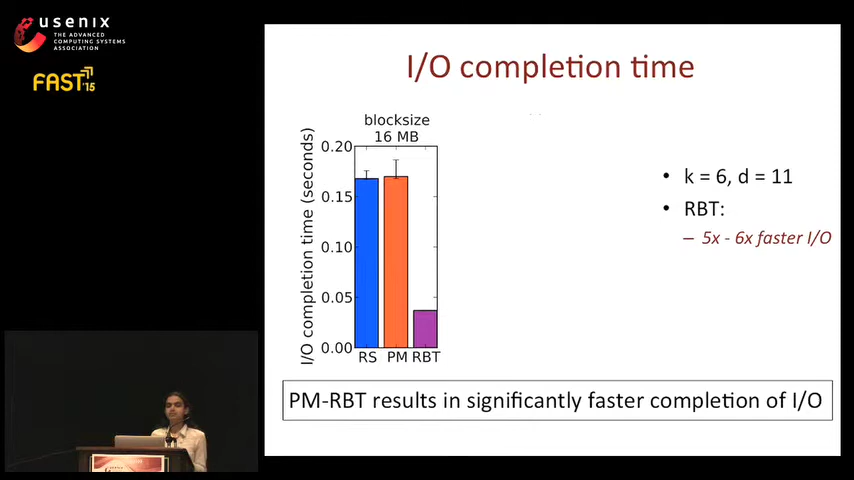 usenix
THE ADVANCED
COMPUTING SYSTEMS
ASSOCIATION
FAST '15
I/O completion time
blocksize
16 MB
I/O completion time (seconds)
0.20
0.15
0.10
0.05
0.00
RS PM RBT
• k = 6, d = 11
• RBT:
– 5x - 6x faster I/O
PM-RBT results in significantly faster completion of I/O